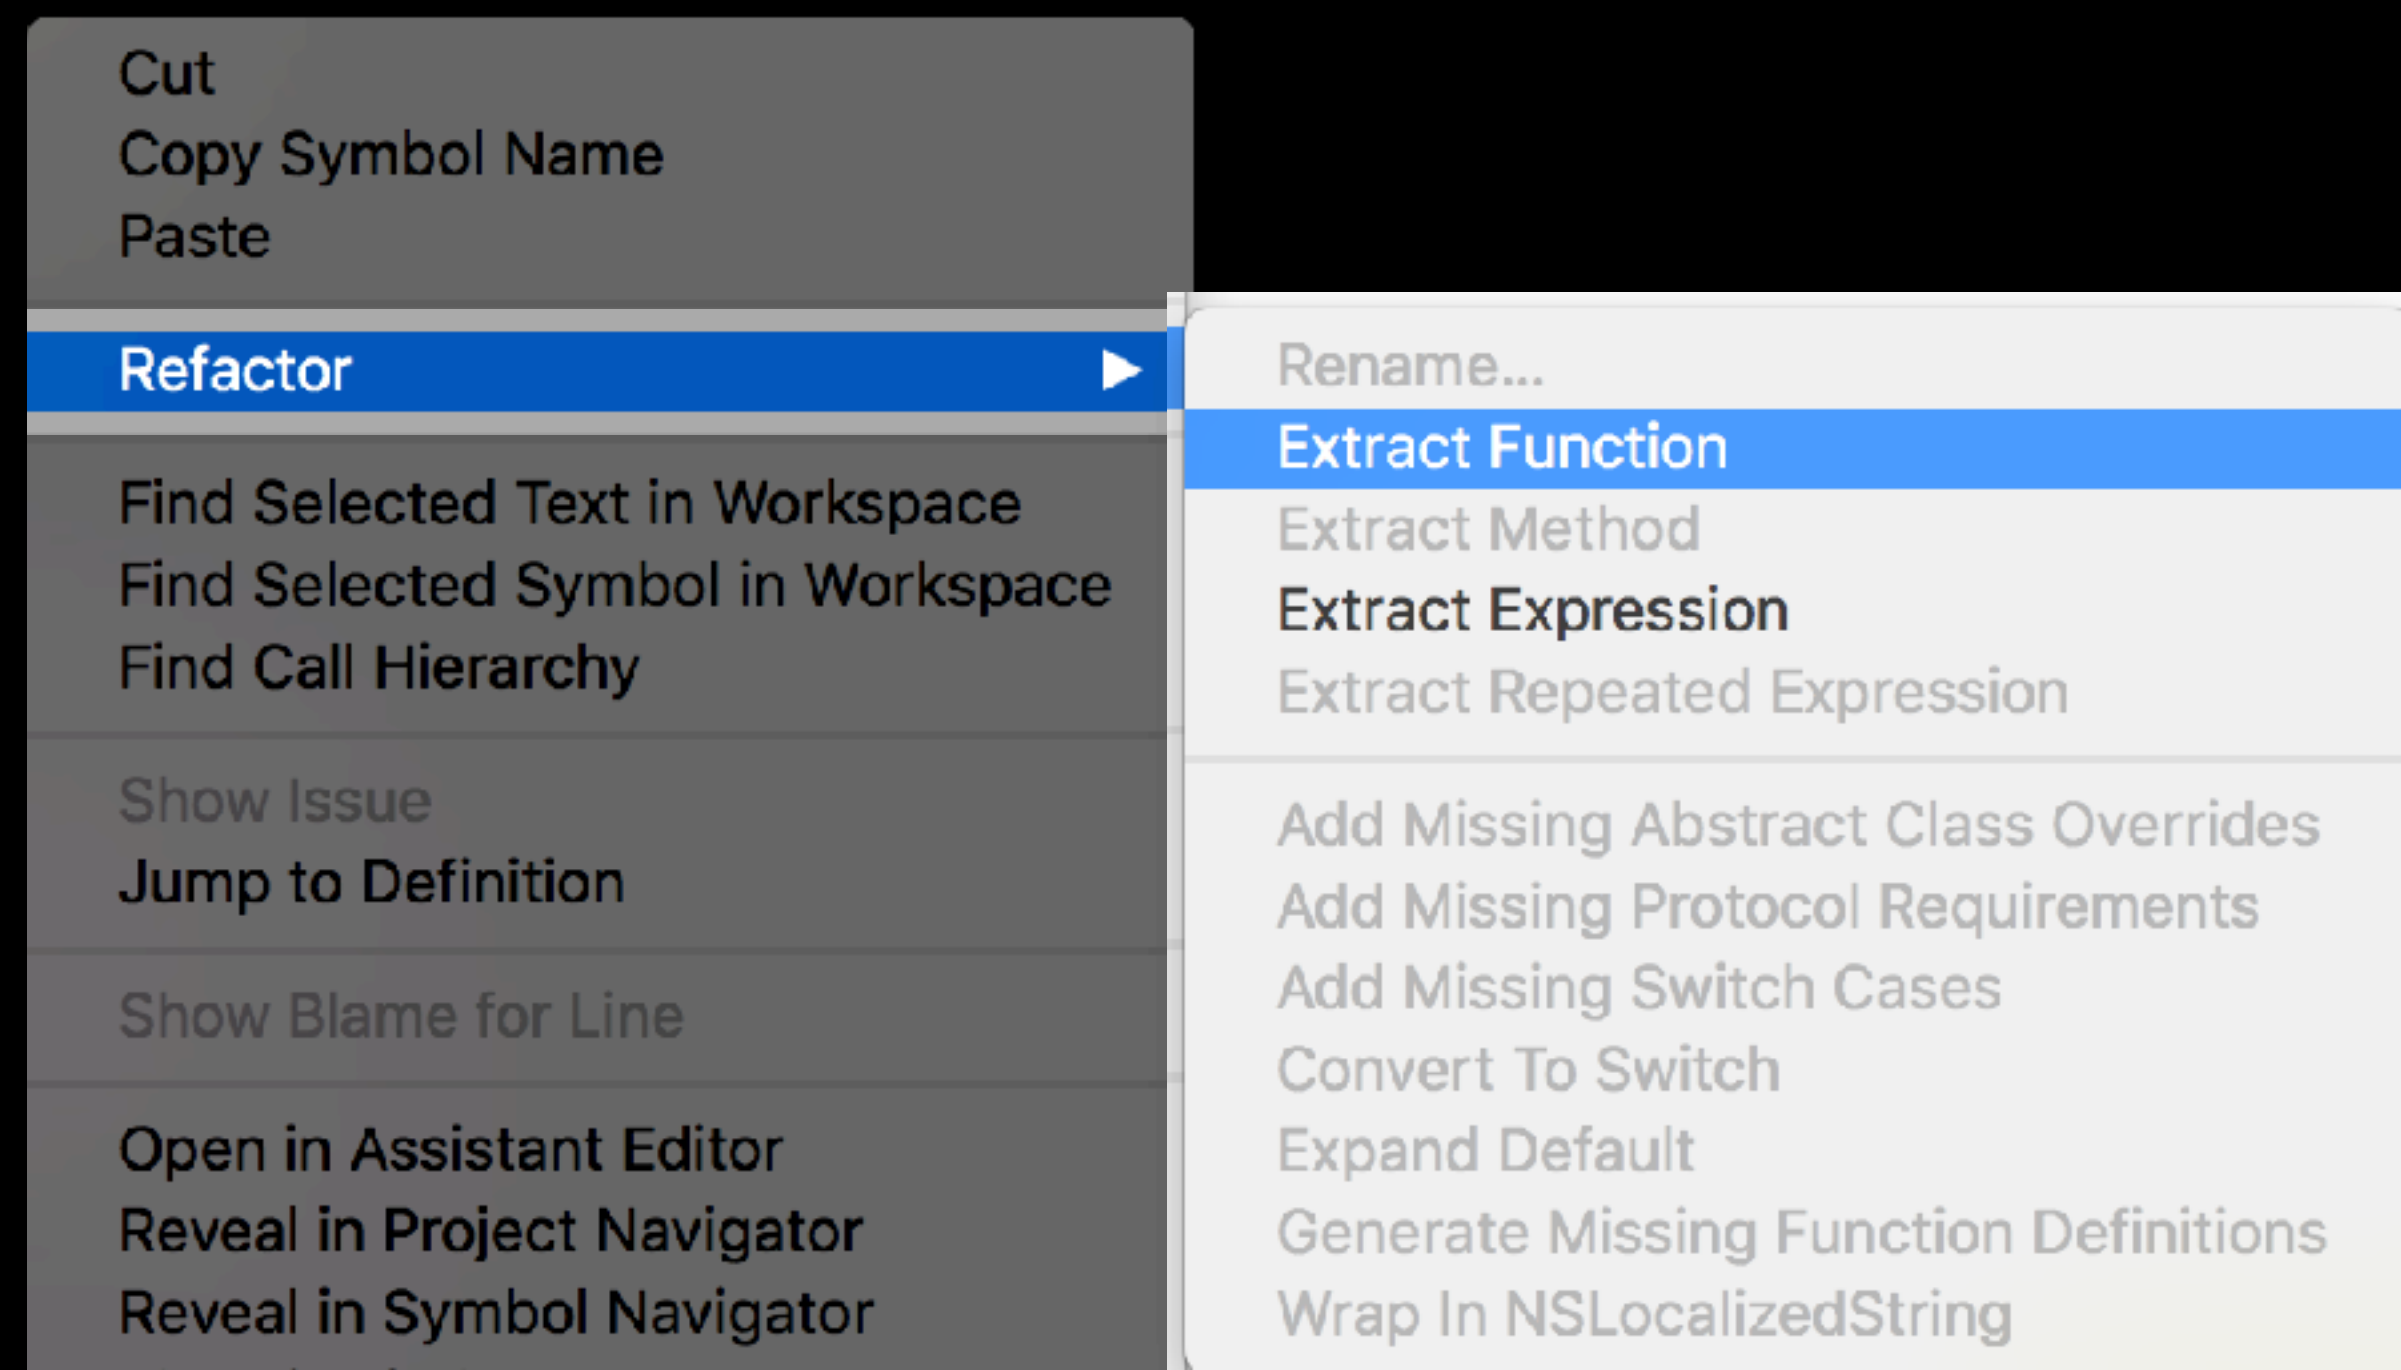 Cut
Copy Symbol Name
Paste
Refactor
Find Selected Text in Workspace
Find Selected Symbol in Workspace
Find Call Hierarchy
Show Issue
Jump to Definition
Show Blame for Line
Open in Assistant Editor
Reveal in Project Navigator
Reveal in Symbol Navigator
Rename...
Extract Function
Extract Method
Extract Expression
Extract Repeated Expression
Add Missing Abstract Class Overrides
Add Missing Protocol Requirements
Add Missing Switch Cases
Convert To Switch
Expand Default
Generate Missing Function Definitions
Wrap In NSLocalizedString